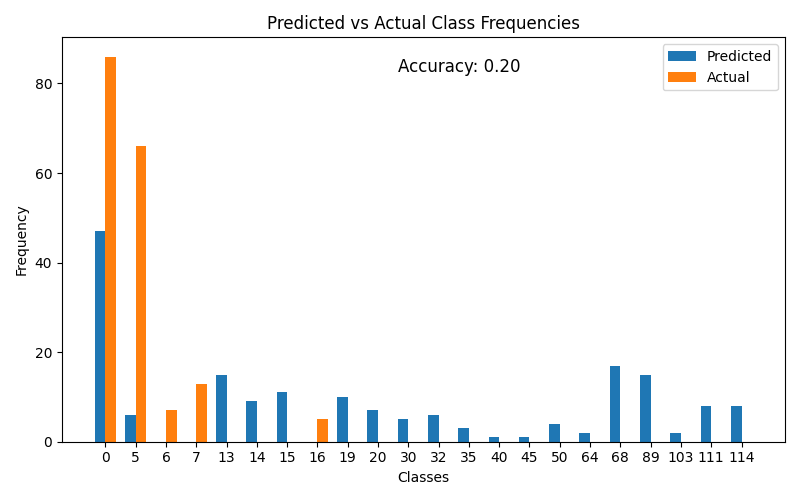 Predicted vs Actual Class Frequencies
Accuracy: 0.20
Predicted
Actual
Frequency
80
60
40
20
0
0 5 6 7 13 14 15 16 19 20 30 32 35 40 45 50 64 68 89 103 111 114
Classes